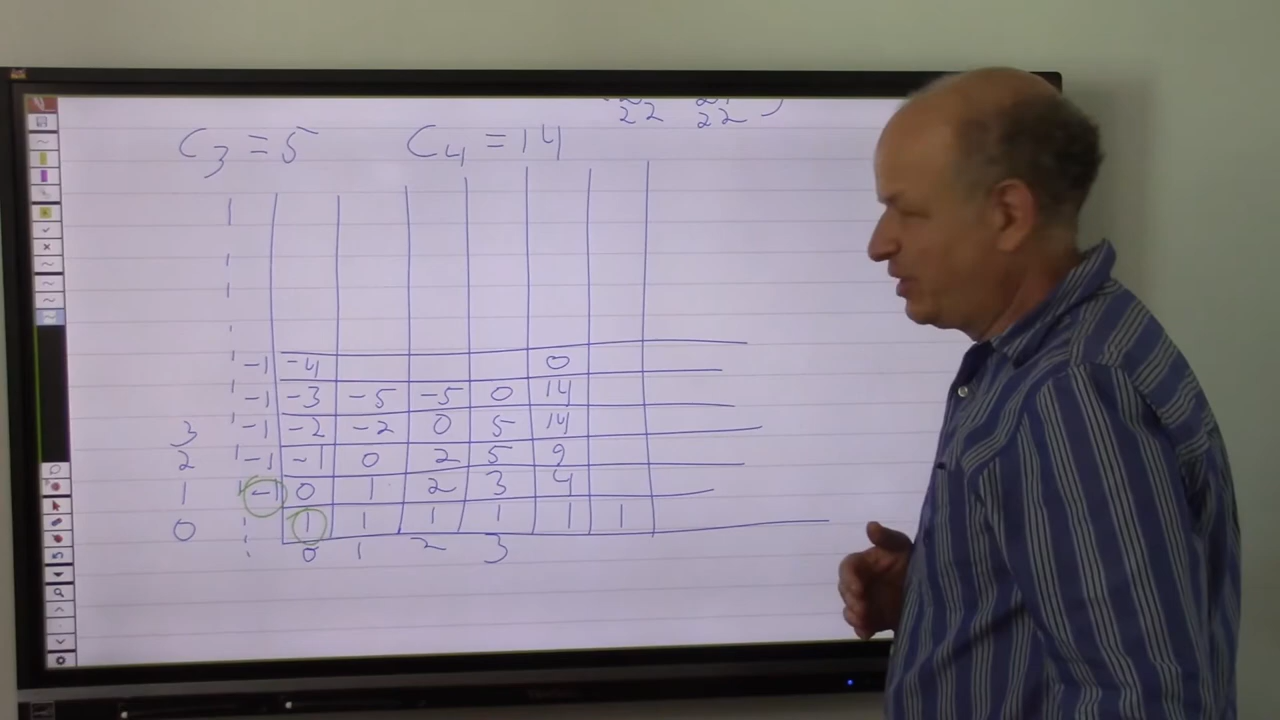 22 22
C3 = 5 C4 = 14
-1 -4 0
-1 -3 -5 -5 0 14
3 -1 -2 -2 0 5 14
2 -1 -1 0 2 5 9
1 -1 0 1 2 3 4
0 1 1 1 1 1 1
0 1 2 3